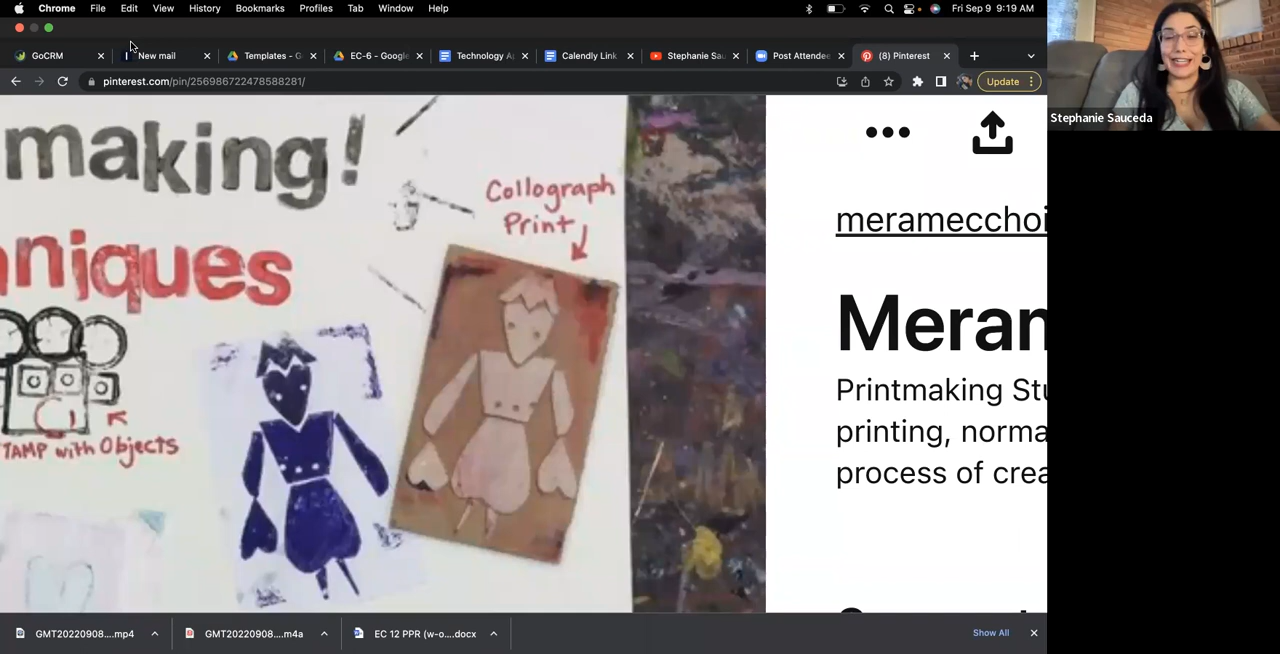 Chrome File Edit View History Bookmarks Profiles Tab Window Help Fri Sep 9 9:19 AM
GoCRM New mail Templates - G EC-6 - Google Technology A Calendly Link Stephanie Sau Post Attendee (8) Pinterest
pinterest.com/pin/256986722478588281/ Update
Stephanie Sauceda
making!
niques
Collograph
Print
TAMP with Objects
meramecchoi
Meram
Printmaking Stu
printing, norma
process of crea
GMT20220908....mp4 GMT20220908....m4a EC 12 PPR (w-o....docx Show All